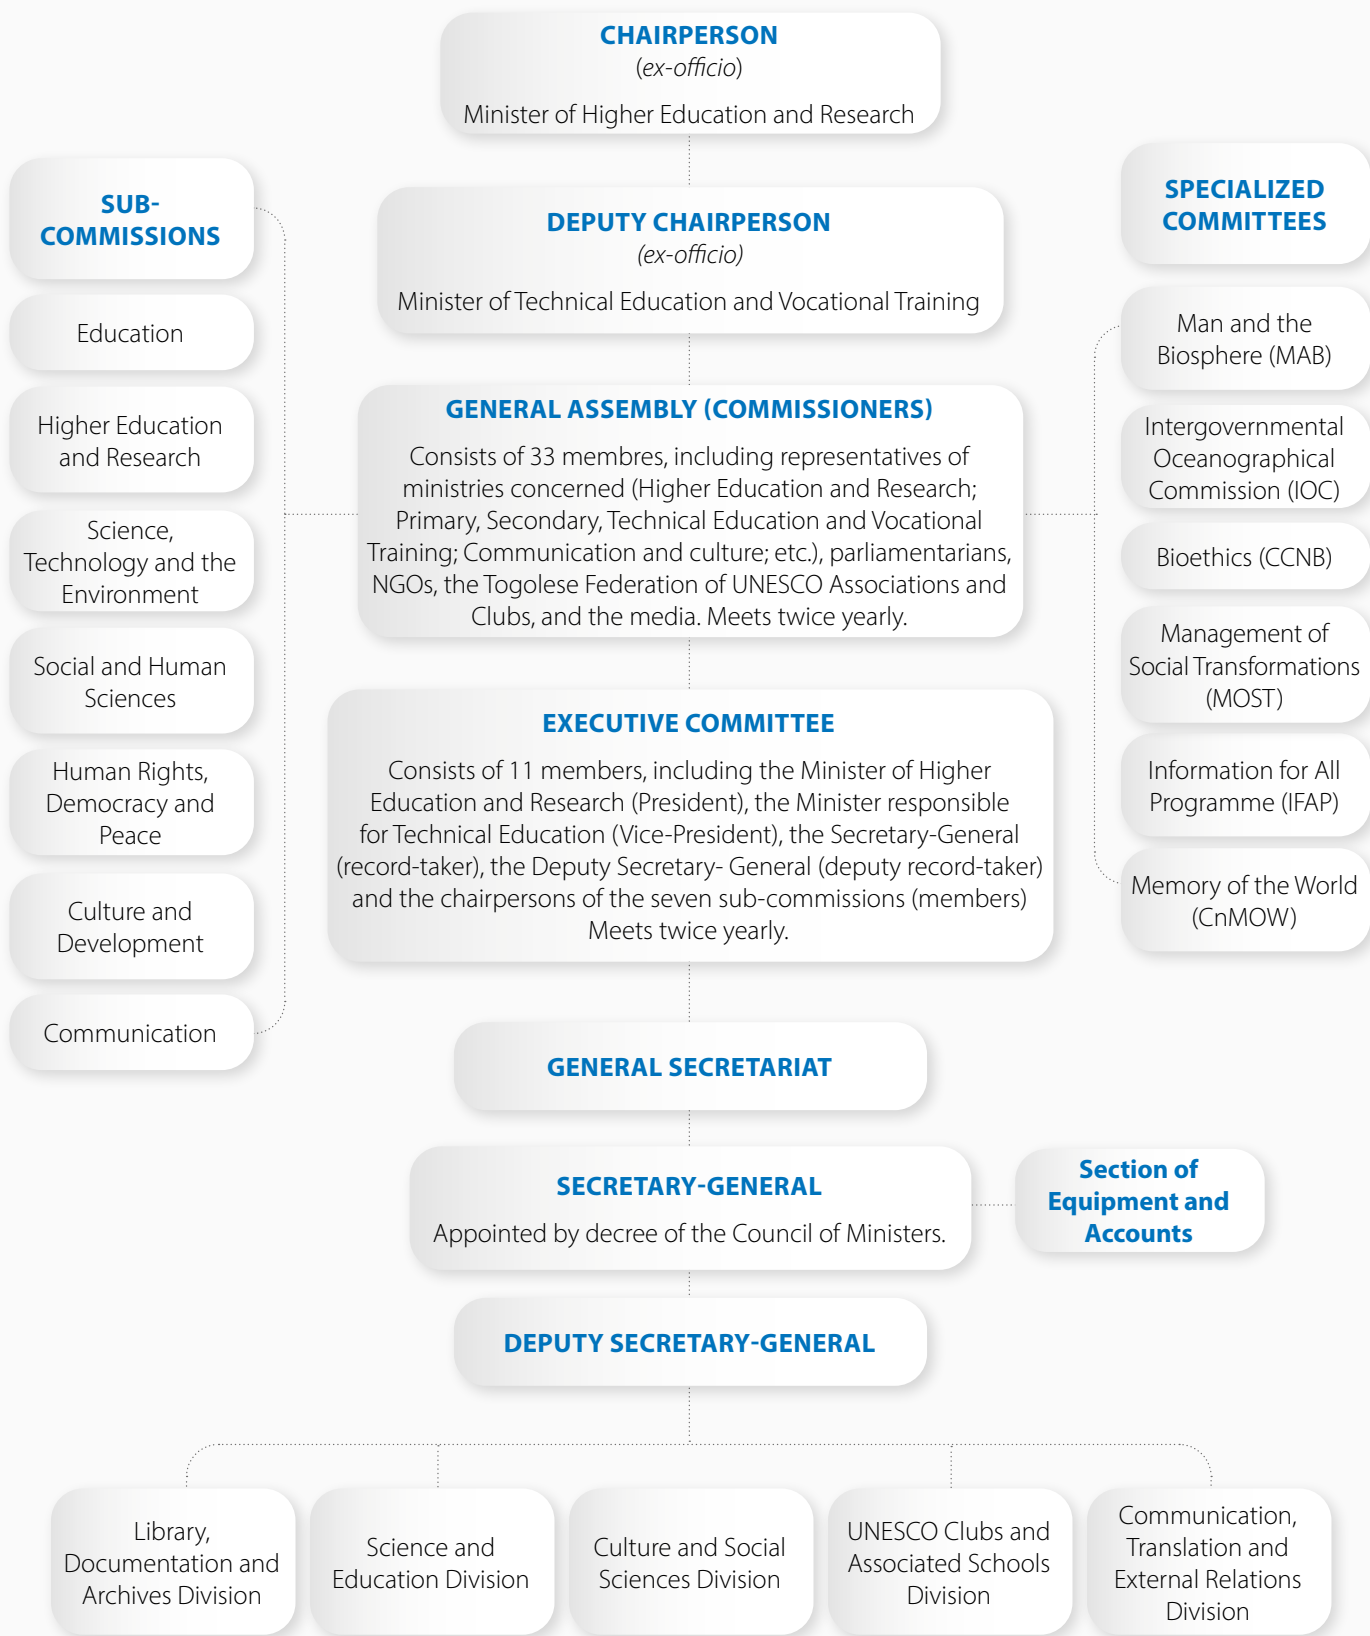 CHAIRPERSON
(ex-officio)
Minister of Higher Education and Research
DEPUTY CHAIRPERSON
(ex-officio)
Minister of Technical Education and Vocational Training
GENERAL ASSEMBLY (COMMISSIONERS)
Consists of 33 membres, including representatives of
ministries concerned (Higher Education and Research;
Primary, Secondary, Technical Education and Vocational
Training; Communication and culture; etc.), parliamentarians,
NGOs, the Togolese Federation of UNESCO Associations and
Clubs, and the media. Meets twice yearly.
EXECUTIVE COMMITTEE
Consists of 11 members, including the Minister of Higher
Education and Research (President), the Minister responsible
for Technical Education (Vice-President), the Secretary-General
(record-taker), the Deputy Secretary- General (deputy record-taker)
and the chairpersons of the seven sub-commissions (members)
Meets twice yearly.
SUB-
COMMISSIONS
Education
Higher Education
and Research
Science,
Technology and the
Environment
Social and Human
Sciences
Human Rights,
Democracy and
Peace
Culture and
Development
Communication
SPECIALIZED
COMMITTEES
Man and the
Biosphere (MAB)
Intergovernmental
Oceanographical
Commission (IOC)
Bioethics (CCNB)
Management of
Social Transformations
(MOST)
Information for All
Programme (IFAP)
Memory of the World
(CnMOW)
GENERAL SECRETARIAT
SECRETARY-GENERAL
Appointed by decree of the Council of Ministers.
Section of
Equipment and
Accounts
DEPUTY SECRETARY-GENERAL
Library,
Documentation and
Archives Division
Science and
Education Division
Culture and Social
Sciences Division
UNESCO Clubs and
Associated Schools
Division
Communication,
Translation and
External Relations
Division